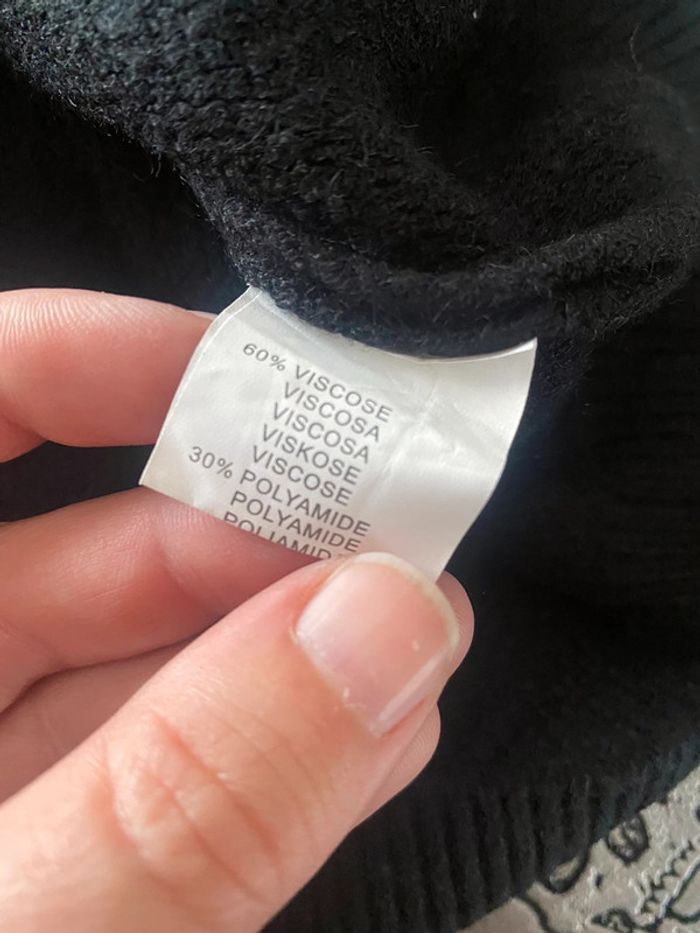 60% VISCOSE
VISCOSA
VISCOSA
VISKOSE
VISCOSE
30% POLYAMIDE
POLYAMIDE